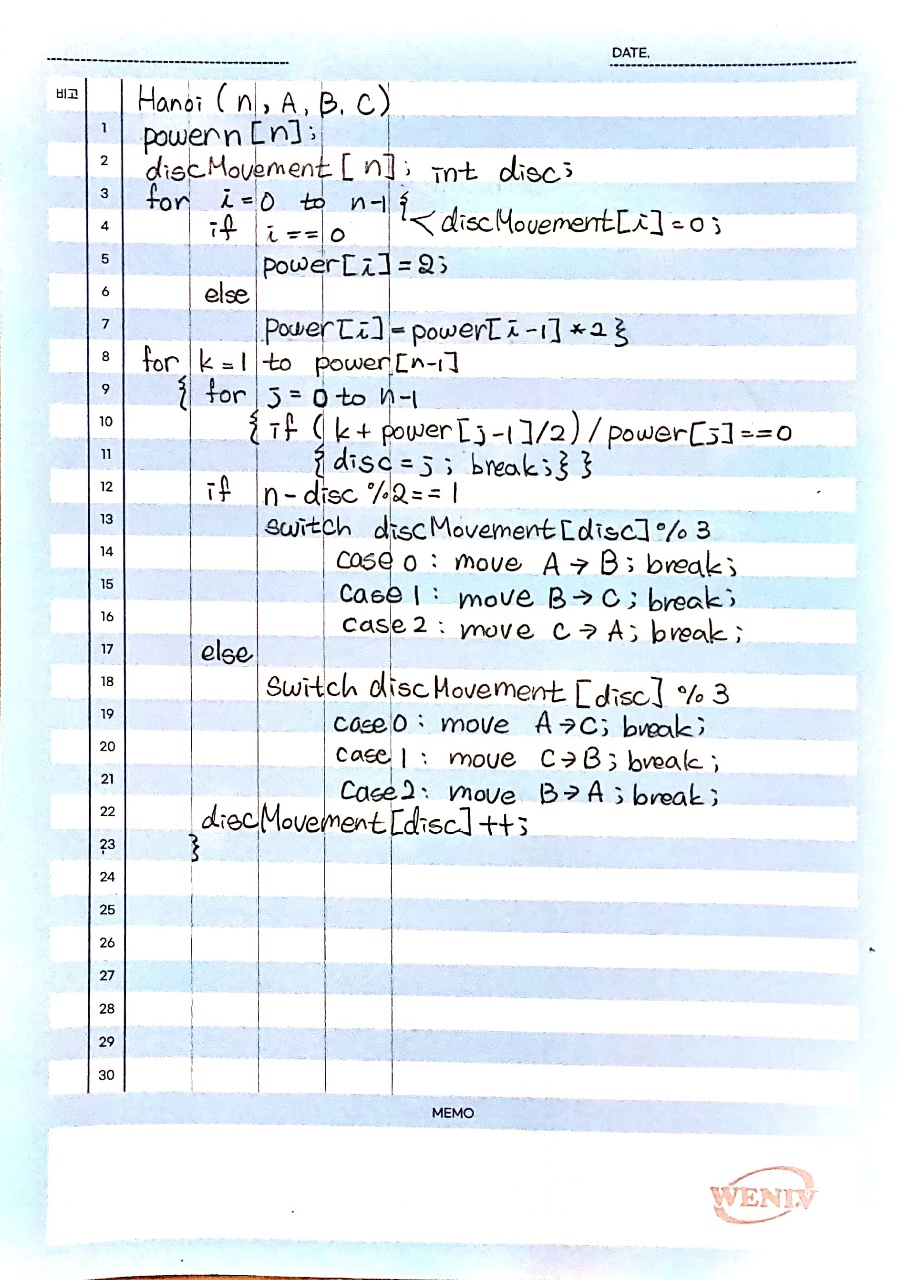 DATE.
비고
Hanoi ( n, A, B, C )
1 powern [n];
2 discMovement [ n]; int disc;
3 for i = 0 to n-1 {
< discMovement[i] = 0;
4 if i == 0
5 power[i] = 2;
6 else
7 power[i] = power[i-1] * 2 }
8 for k = 1 to power[n-1]
9 { for j = 0 to n-1
10 { if ( k + power[j-1]/2) / power[j] == 0
11 { disc = j ; break; } }
12 if n - disc % 2 == 1
13 switch discMovement[disc] % 3
14 case 0 : move A → B ; break;
15 case 1 : move B → C ; break;
16 case 2 : move C → A ; break;
17 else
18 switch discMovement [disc] % 3
19 case 0 : move A → C; break;
20 case 1 : move C → B ; break;
21 case 2 : move B → A ; break;
22 discMovement[disc] ++;
23 }
24
25
26
27
28
29
30
MEMO
WENIV